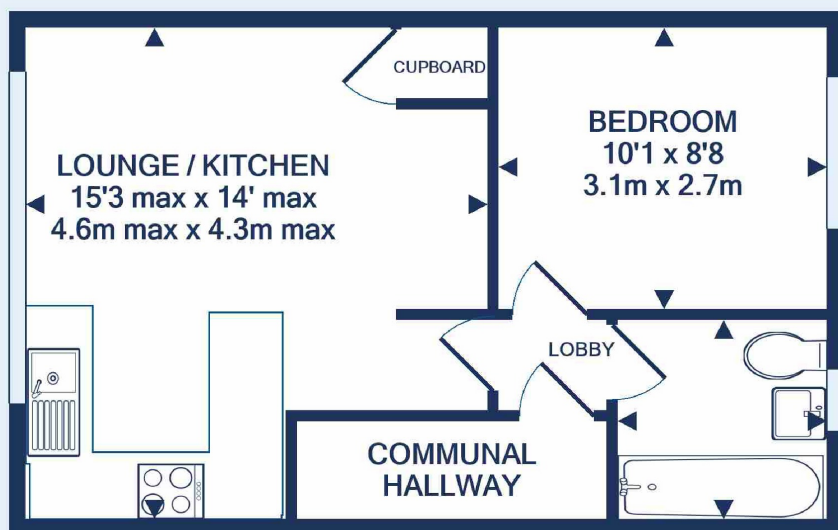 CUPBOARD
LOUNGE / KITCHEN
15'3 max x 14' max
4.6m max x 4.3m max
BEDROOM
10'1 x 8'8
3.1m x 2.7m
LOBBY
COMMUNAL
HALLWAY